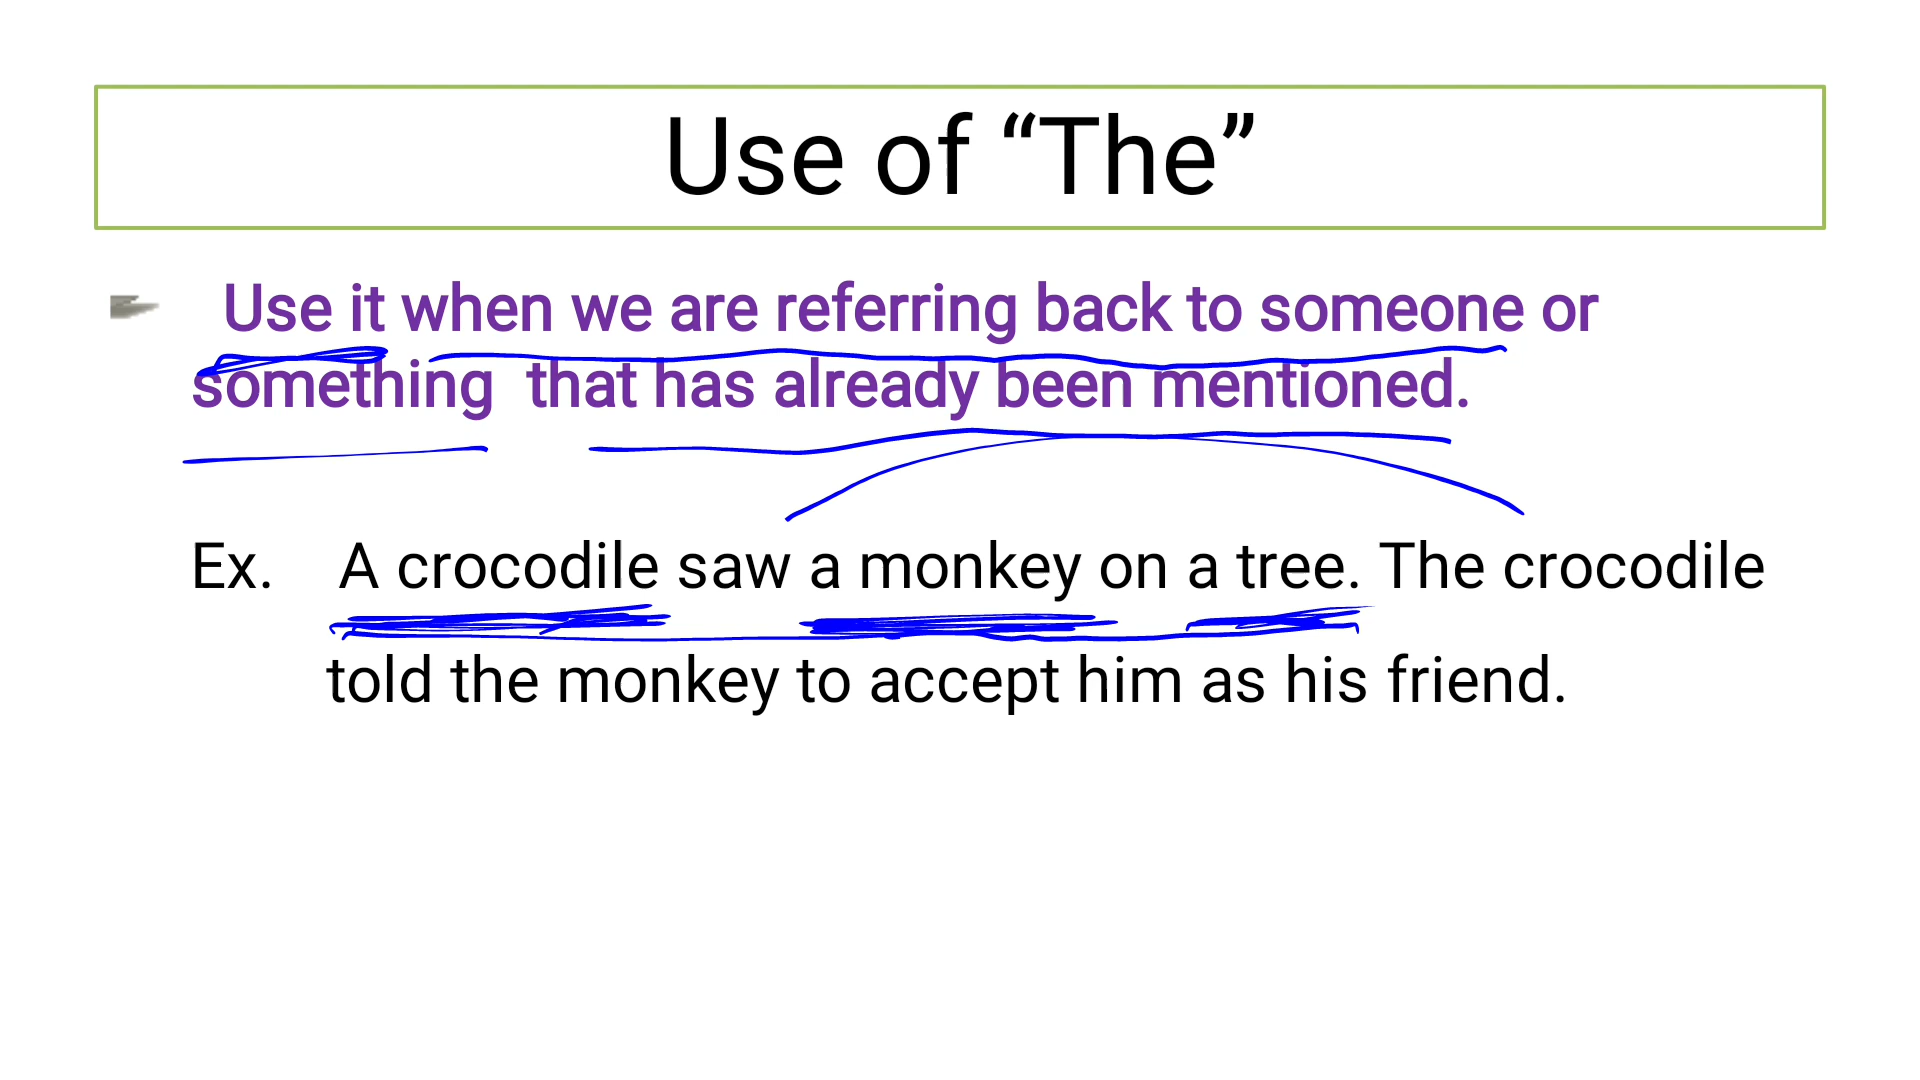 Use of “The”
Use it when we are referring back to someone or
something that has already been mentioned.
Ex. A crocodile saw a monkey on a tree. The crocodile
told the monkey to accept him as his friend.